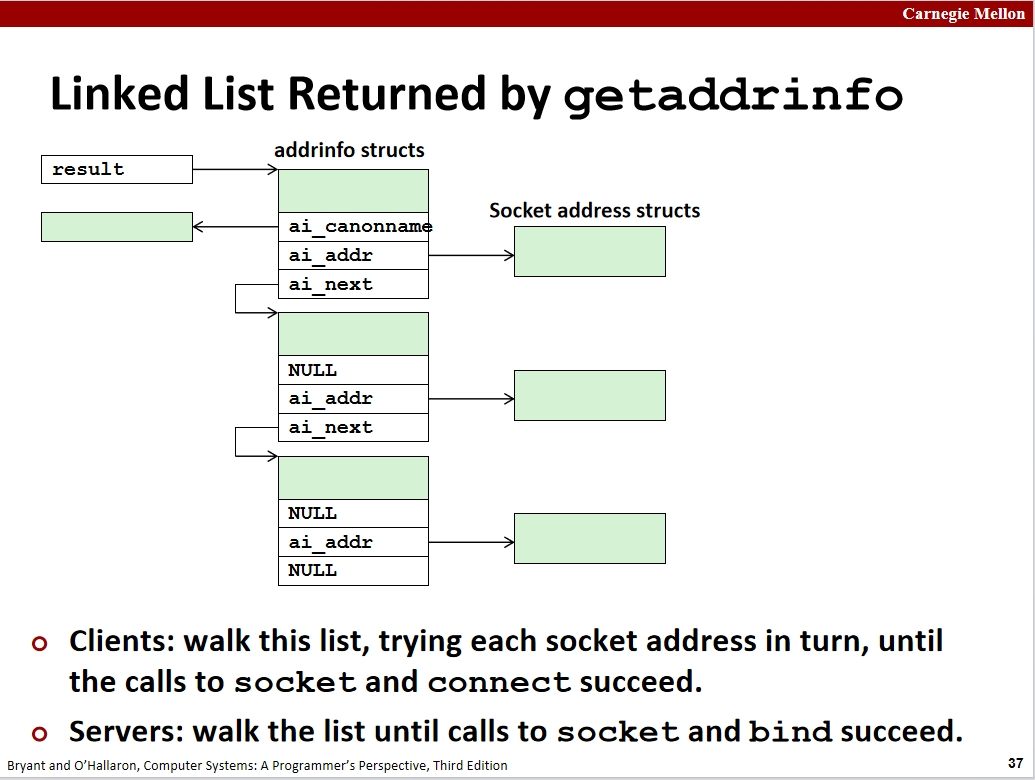 Carnegie Mellon
Linked List Returned by getaddrinfo
addrinfo structs
result
Socket address structs
ai_canonname
ai_addr
ai_next
NULL
ai_addr
ai_next
NULL
ai_addr
NULL
Clients: walk this list, trying each socket address in turn, until
the calls to socket and connect succeed.
Servers: walk the list until calls to socket and bind succeed.
Bryant and O’Hallaron, Computer Systems: A Programmer’s Perspective, Third Edition
37